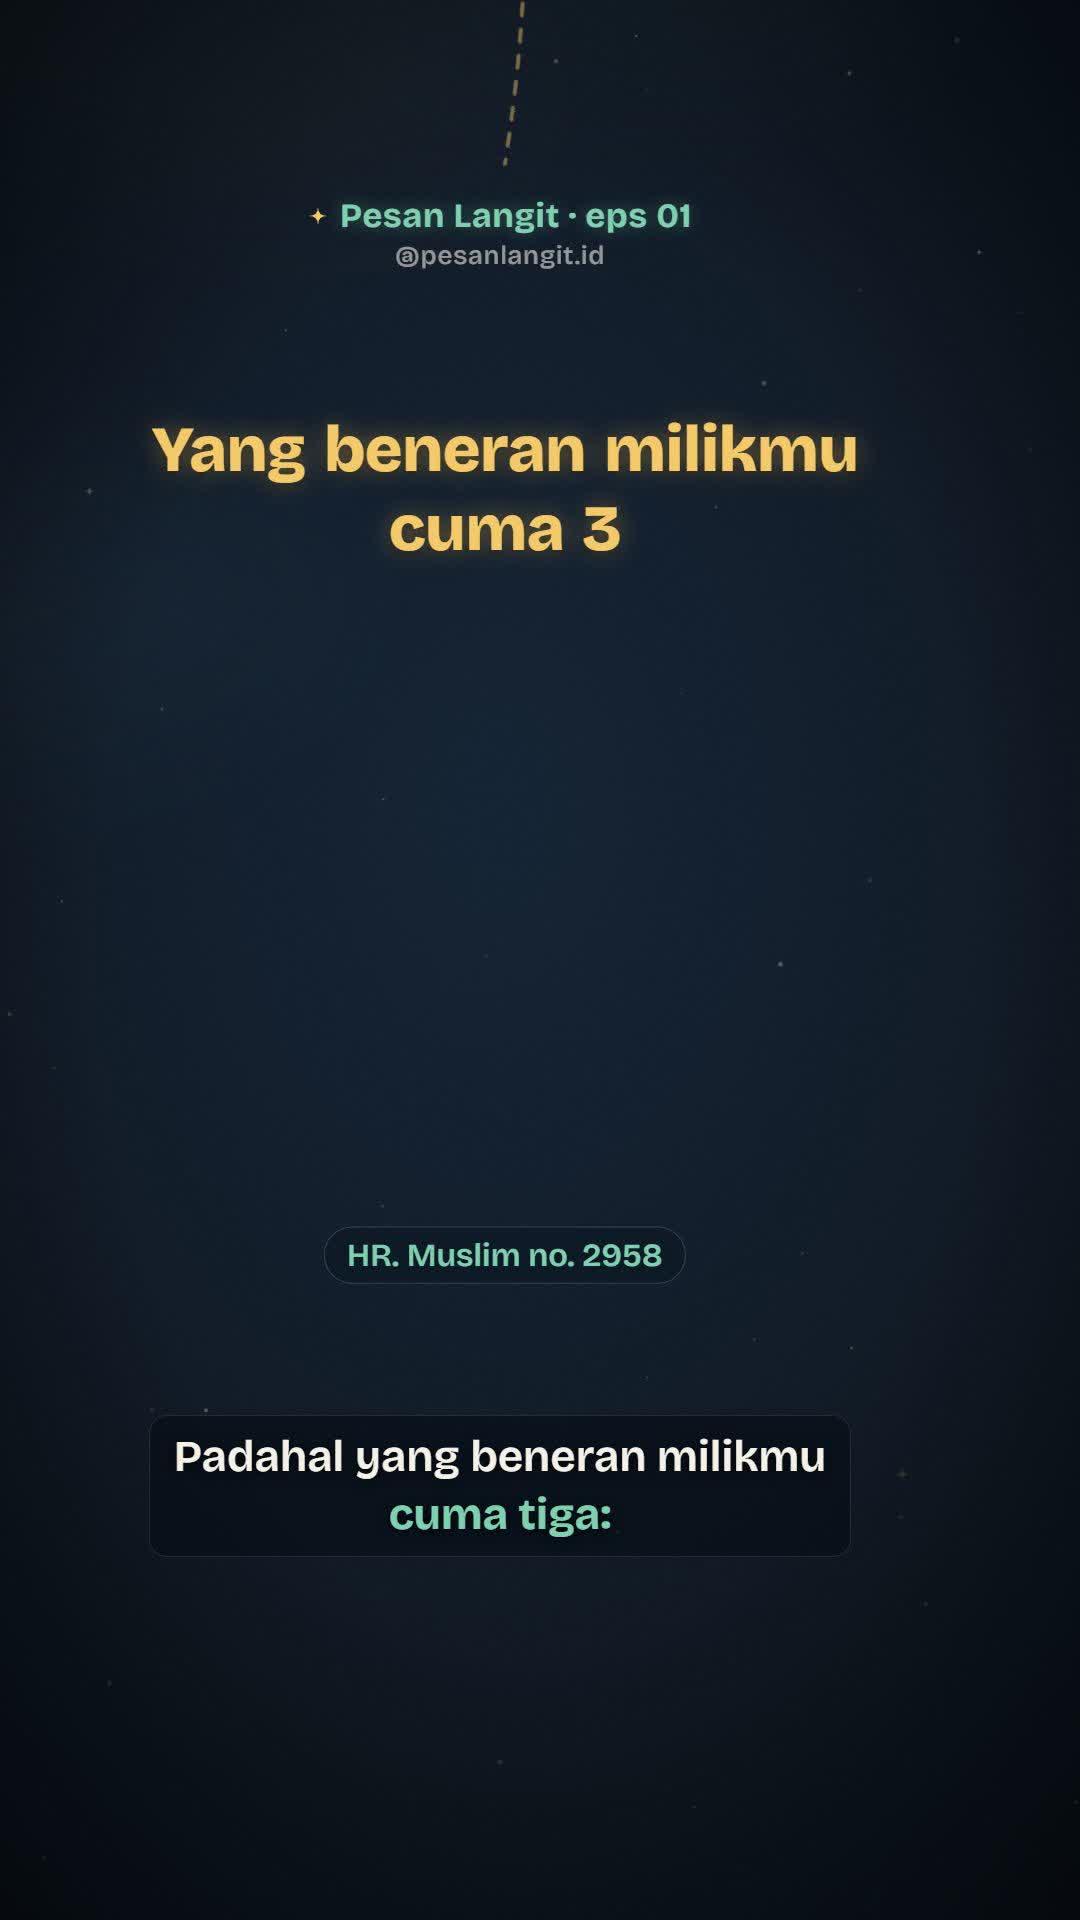 Pesan Langit · eps 01
@pesanlangit.id
Yang beneran milikmu
cuma 3
HR. Muslim no. 2958
Padahal yang beneran milikmu
cuma tiga: